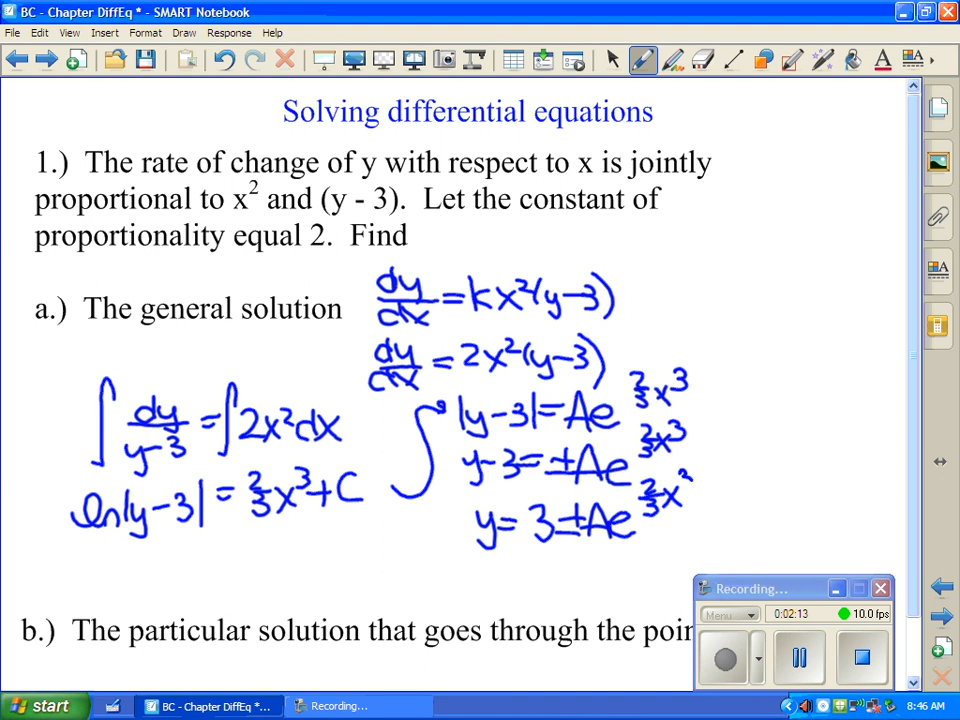 BC - Chapter DiffEq * - SMART Notebook
File Edit View Insert Format Draw Response Help
Solving differential equations
1.) The rate of change of y with respect to x is jointly
proportional to x² and (y - 3). Let the constant of
proportionality equal 2. Find
a.) The general solution
dy/dx = kx²(y-3)
dy/dx = 2x²(y-3)
∫ dy/y-3 = ∫2x²dx
ln|y-3| = 2/3x³+C
|y-3| = Ae^2/3x³
y-3 = ±Ae^2/3x³
y = 3±Ae^2/3x³
b.) The particular solution that goes through the poin
Recording...
Menu
0:02:13
10.0 fps
start
BC - Chapter DiffEq *...
Recording...
8:46 AM